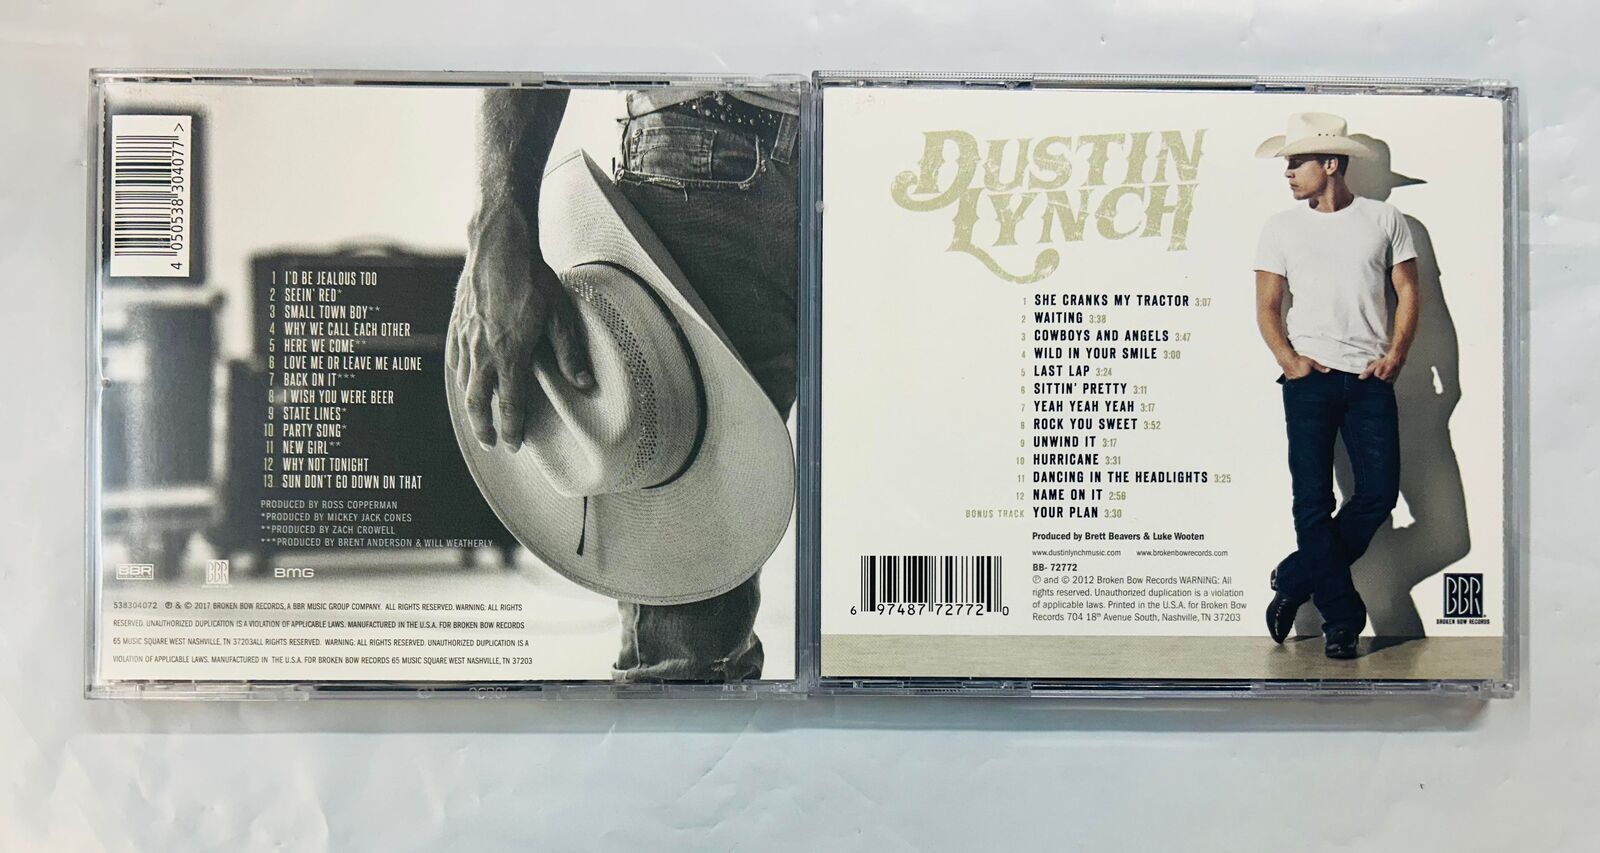 4 050538 304077 >
1 I'D BE JEALOUS TOO
2 SEEIN' RED*
3 SMALL TOWN BOY**
4 WHY WE CALL EACH OTHER
5 HERE WE COME**
6 LOVE ME OR LEAVE ME ALONE
7 BACK ON IT***
8 I WISH YOU WERE BEER
9 STATE LINES*
10 PARTY SONG*
11 NEW GIRL**
12 WHY NOT TONIGHT
13 SUN DON'T GO DOWN ON THAT
PRODUCED BY ROSS COPPERMAN
*PRODUCED BY MICKEY JACK CONES
**PRODUCED BY ZACH CROWELL
***PRODUCED BY BRENT ANDERSON & WILL WEATHERLY
BBR BBR BMG
538304072 ℗ & © 2017 BROKEN BOW RECORDS, A BBR MUSIC GROUP COMPANY. ALL RIGHTS RESERVED. WARNING: ALL RIGHTS
RESERVED. UNAUTHORIZED DUPLICATION IS A VIOLATION OF APPLICABLE LAWS. MANUFACTURED IN THE U.S.A. FOR BROKEN BOW RECORDS
65 MUSIC SQUARE WEST NASHVILLE, TN 37203ALL RIGHTS RESERVED. WARNING: ALL RIGHTS RESERVED. UNAUTHORIZED DUPLICATION IS A
VIOLATION OF APPLICABLE LAWS. MANUFACTURED IN THE U.S.A. FOR BROKEN BOW RECORDS 65 MUSIC SQUARE WEST NASHVILLE, TN 37203
DUSTIN
LYNCH
1 SHE CRANKS MY TRACTOR 3:07
2 WAITING 3:38
3 COWBOYS AND ANGELS 3:47
4 WILD IN YOUR SMILE 3:00
5 LAST LAP 3:24
6 SITTIN' PRETTY 3:11
7 YEAH YEAH YEAH 3:17
8 ROCK YOU SWEET 3:52
9 UNWIND IT 3:17
10 HURRICANE 3:31
11 DANCING IN THE HEADLIGHTS 3:25
12 NAME ON IT 2:56
BONUS TRACK YOUR PLAN 3:30
Produced by Brett Beavers & Luke Wooten
www.dustinlynchmusic.com www.brokenbowrecords.com
BB- 72772
℗ and © 2012 Broken Bow Records WARNING: All
rights reserved. Unauthorized duplication is a violation
of applicable laws. Printed in the U.S.A. for Broken Bow
Records 704 18th Avenue South, Nashville, TN 37203
6 97487 72772 0
BBR
BROKEN BOW RECORDS